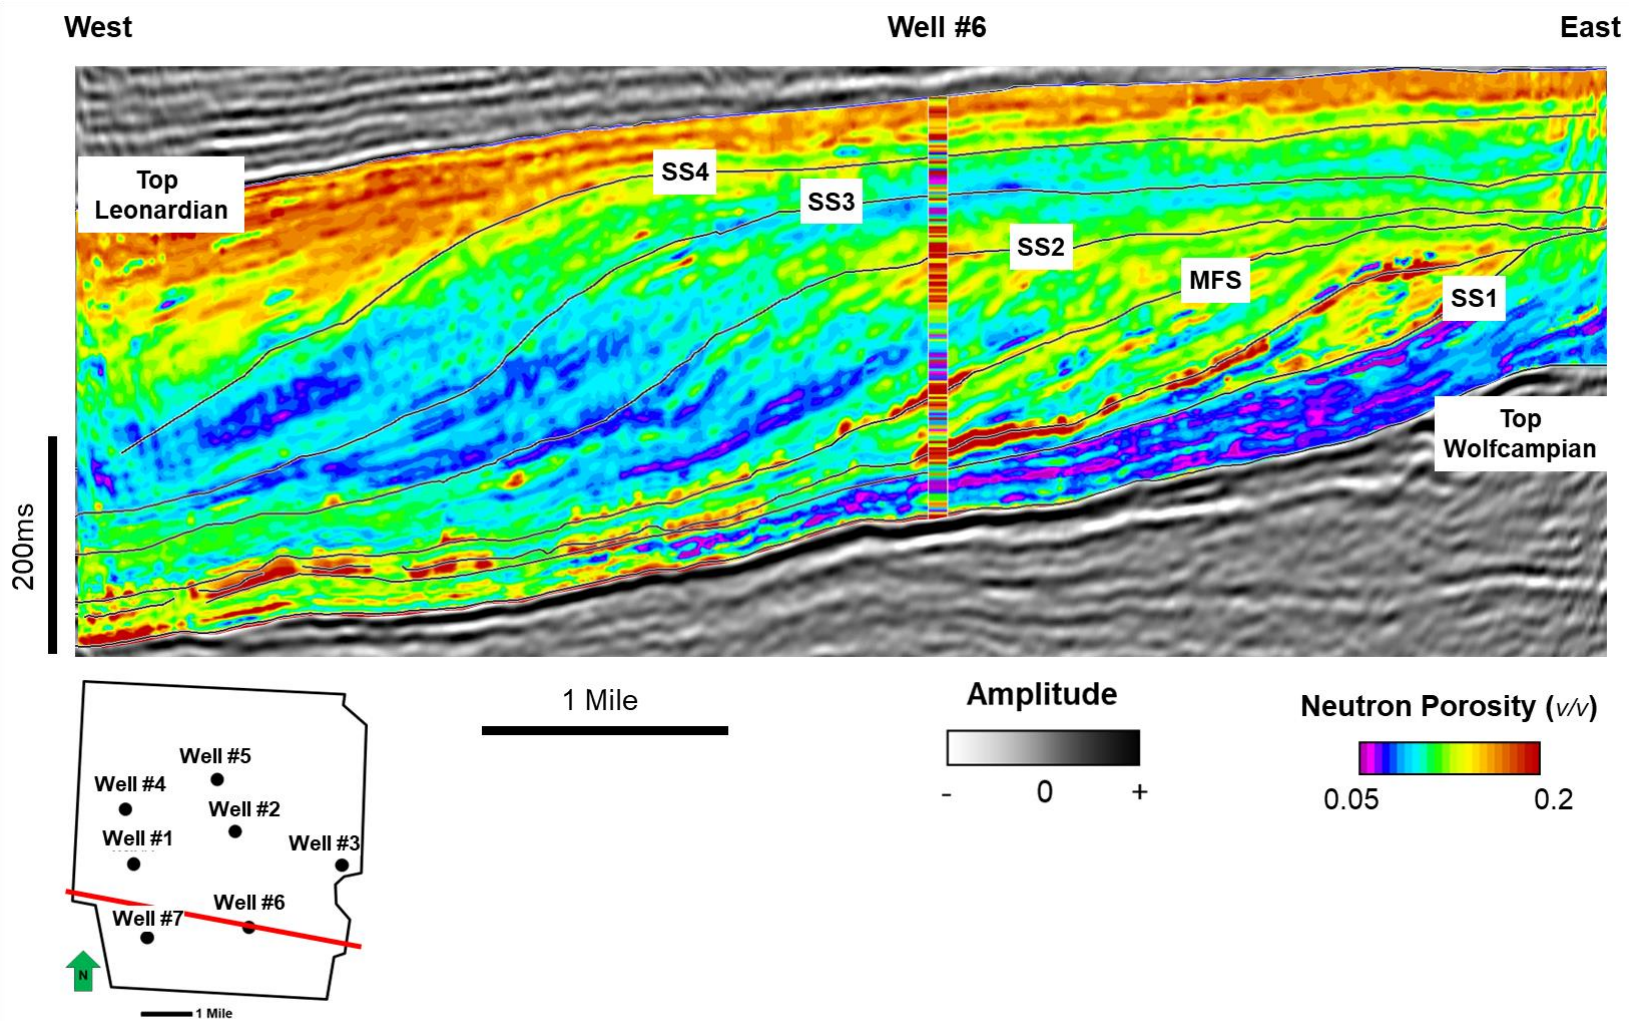 West
Well #6
East
Top
Leonardian
SS4
SS3
SS2
MFS
SS1
Top
Wolfcampian
200ms
1 Mile
Amplitude
- 0 +
Neutron Porosity (v/v)
0.05 0.2
Well #5
Well #4
Well #2
Well #1
Well #3
Well #6
Well #7
N
1 Mile